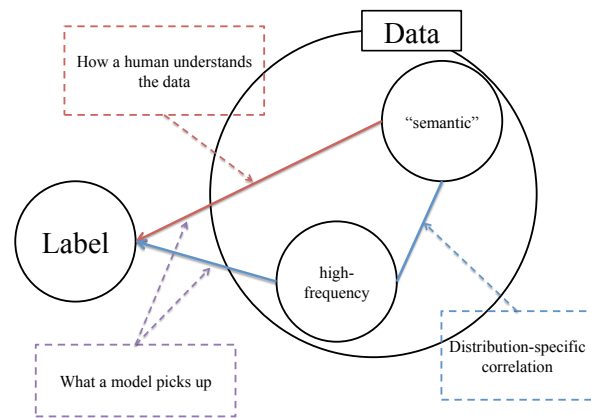 Data
How a human understands
the data
“semantic”
Label
high-
frequency
What a model picks up
Distribution-specific
correlation